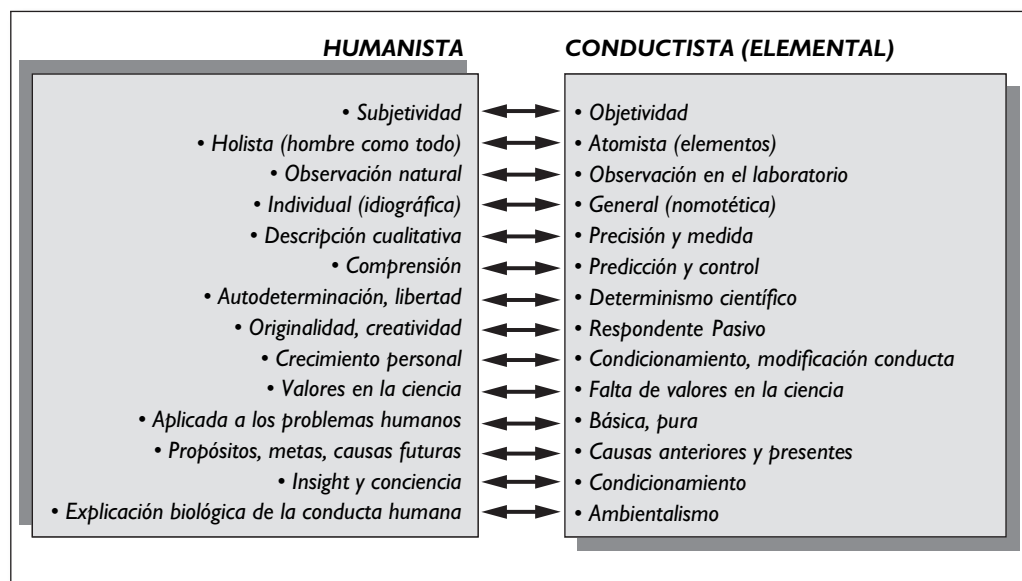 HUMANISTA
• Subjetividad
• Holista (hombre como todo)
• Observación natural
• Individual (idiográfica)
• Descripción cualitativa
• Comprensión
• Autodeterminación, libertad
• Originalidad, creatividad
• Crecimiento personal
• Valores en la ciencia
• Aplicada a los problemas humanos
• Propósitos, metas, causas futuras
• Insight y conciencia
• Explicación biológica de la conducta humana
CONDUCTISTA (ELEMENTAL)
• Objetividad
• Atomista (elementos)
• Observación en el laboratorio
• General (nomotética)
• Precisión y medida
• Predicción y control
• Determinismo científico
• Respondente Pasivo
• Condicionamiento, modificación conducta
• Falta de valores en la ciencia
• Básica, pura
• Causas anteriores y presentes
• Condicionamiento
• Ambientalismo